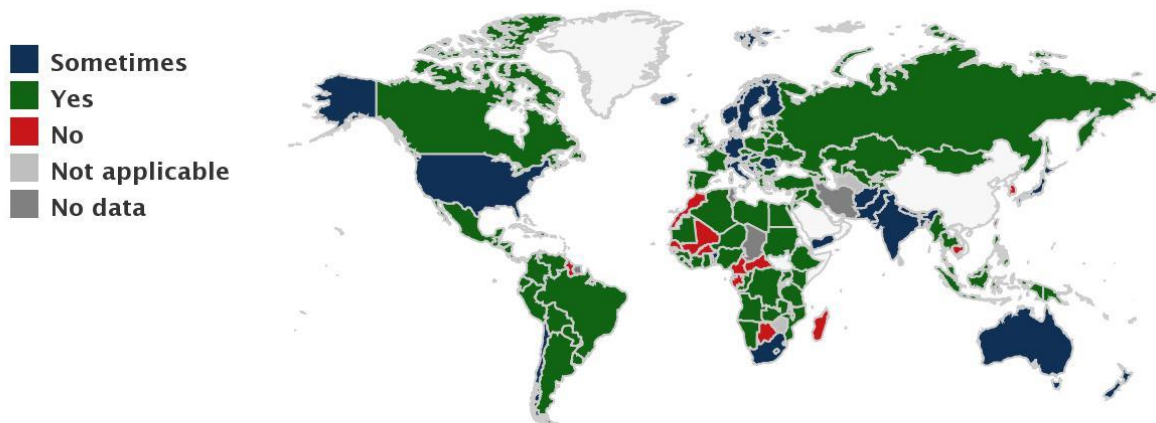 Sometimes
Yes
No
Not applicable
No data